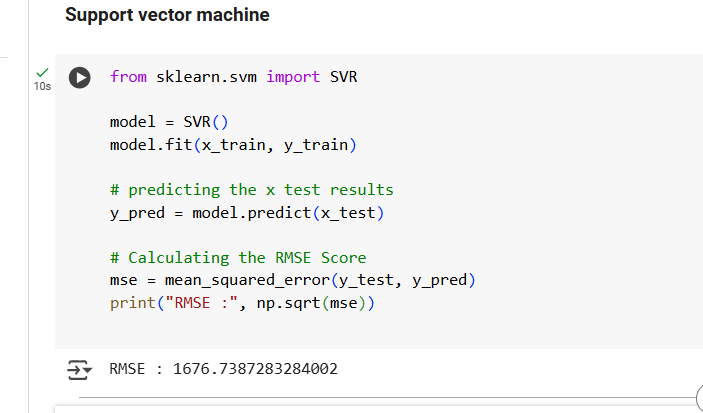 Support vector machine
10s
from sklearn.svm import SVR
model = SVR()
model.fit(x_train, y_train)
# predicting the x test results
y_pred = model.predict(x_test)
# Calculating the RMSE Score
mse = mean_squared_error(y_test, y_pred)
print("RMSE :", np.sqrt(mse))
RMSE : 1676.7387283284002